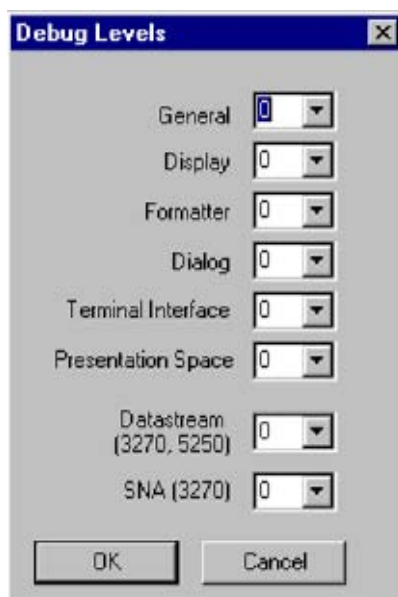 Debug Levels
General 0
Display 0
Formatter 0
Dialog 0
Terminal Interface 0
Presentation Space 0
Datastream
(3270, 5250) 0
SNA (3270) 0
OK Cancel